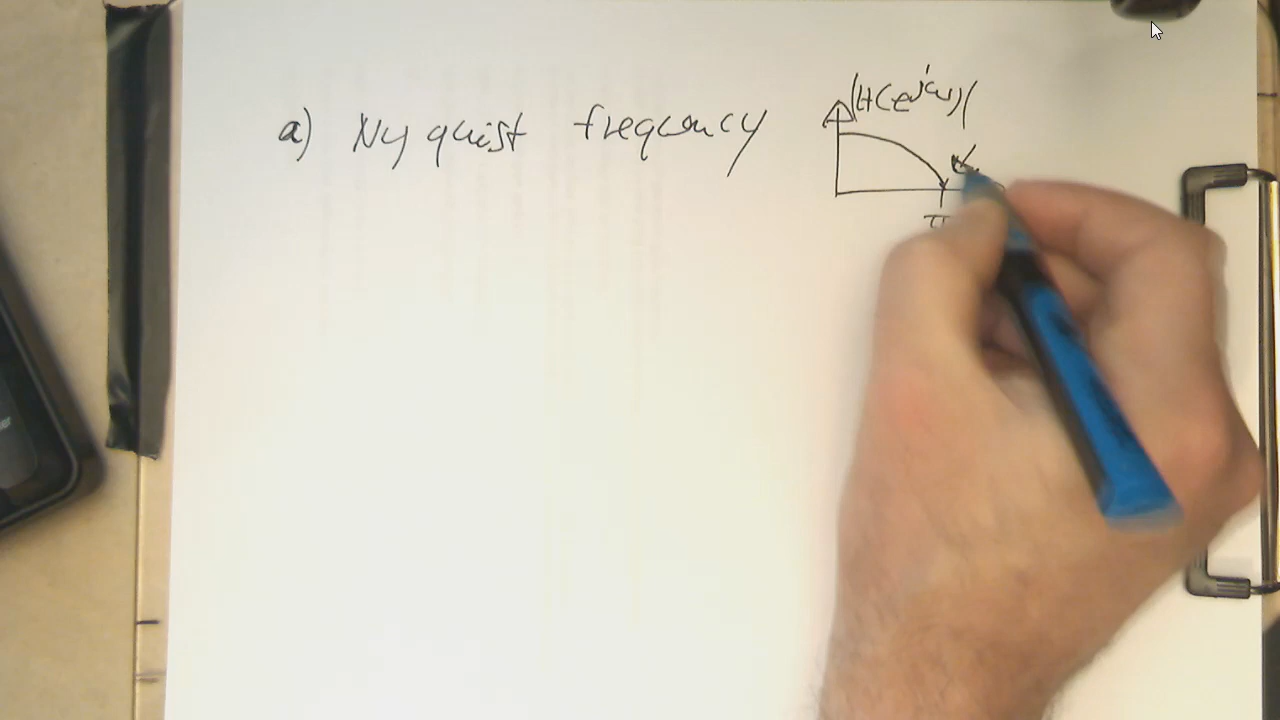 a) Nyquist frequency
|H(e^jω)|
π